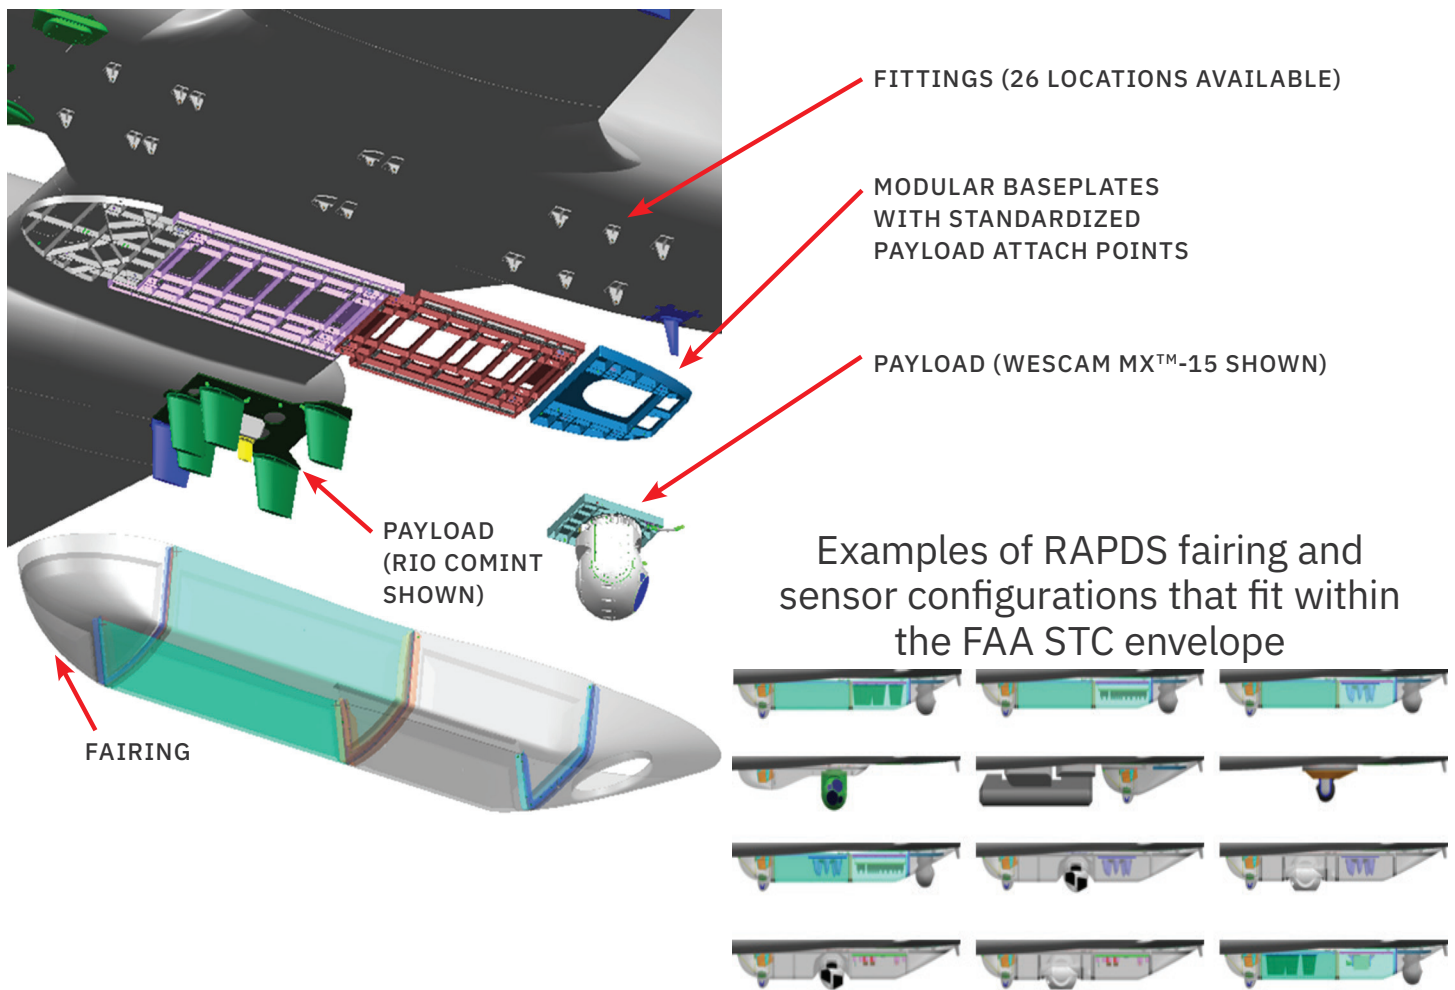 FITTINGS (26 LOCATIONS AVAILABLE)
MODULAR BASEPLATES
WITH STANDARDIZED
PAYLOAD ATTACH POINTS
PAYLOAD (WESCAM MX™-15 SHOWN)
PAYLOAD
(RIO COMINT
SHOWN)
FAIRING
Examples of RAPDS fairing and
sensor configurations that fit within
the FAA STC envelope